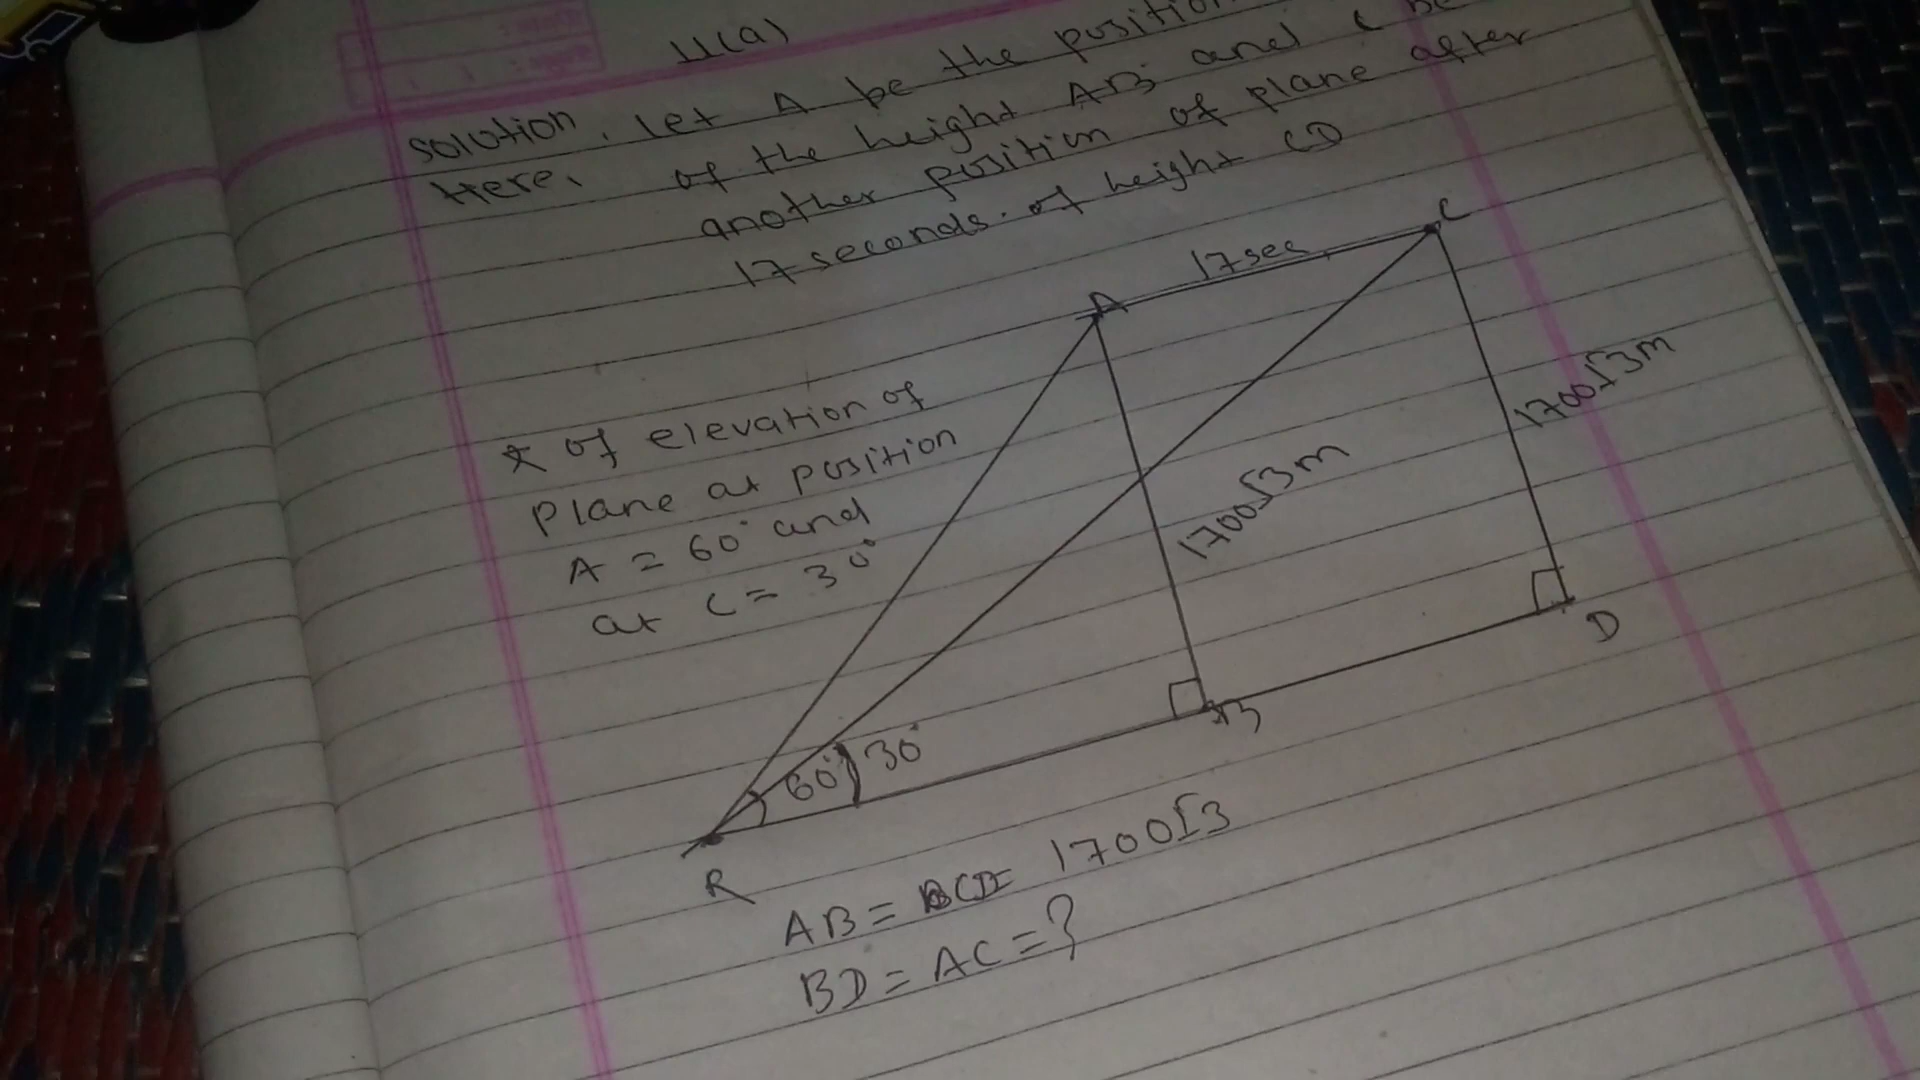 11(a)
Solution. Let A be the position
Here, of the height AB and C be
another position of plane after
17 seconds. of height CD
C
17 sec
A
1700√3m
1700√3m
∡ of elevation of
plane at position
A = 60° and
at C = 30°
D
B
60°
30°
R
AB = CD = 1700√3
BD = AC = ?